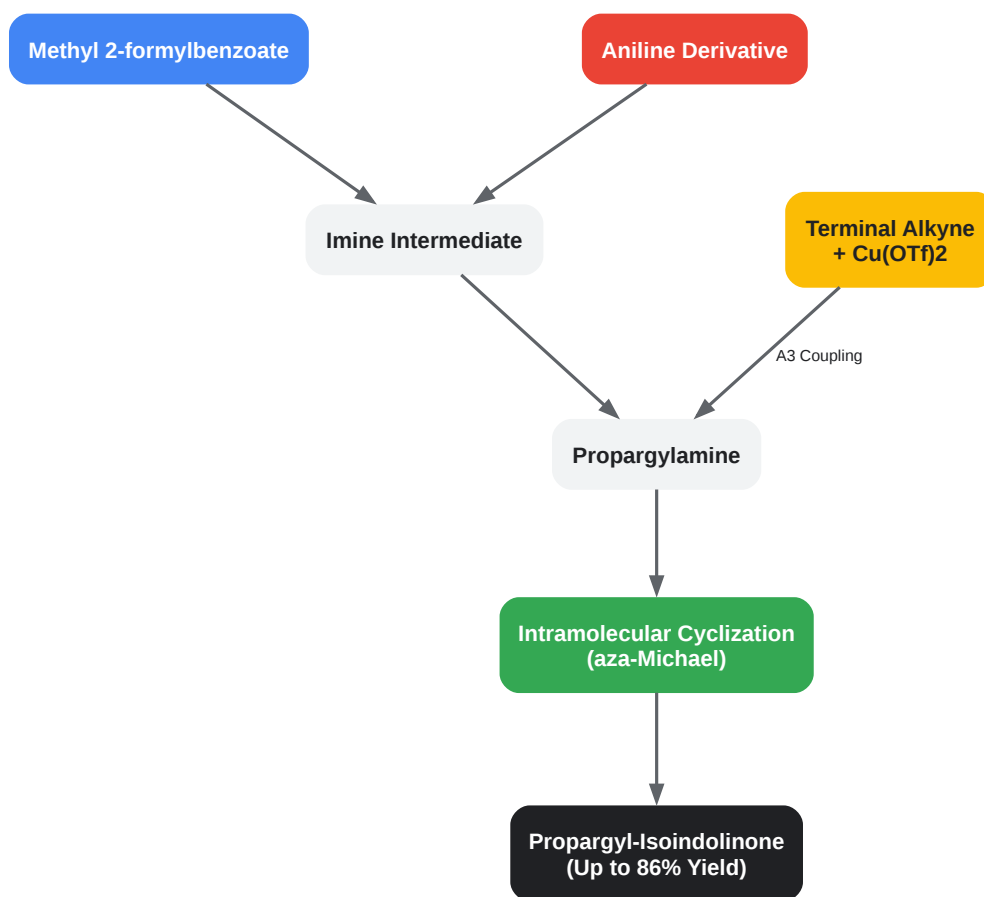 Methyl 2-formylbenzoate
Aniline Derivative
Imine Intermediate
Terminal Alkyne
+ Cu(OTf)2
A3 Coupling
Propargylamine
Intramolecular Cyclization
(aza-Michael)
Propargyl-Isoindolinone
(Up to 86% Yield)